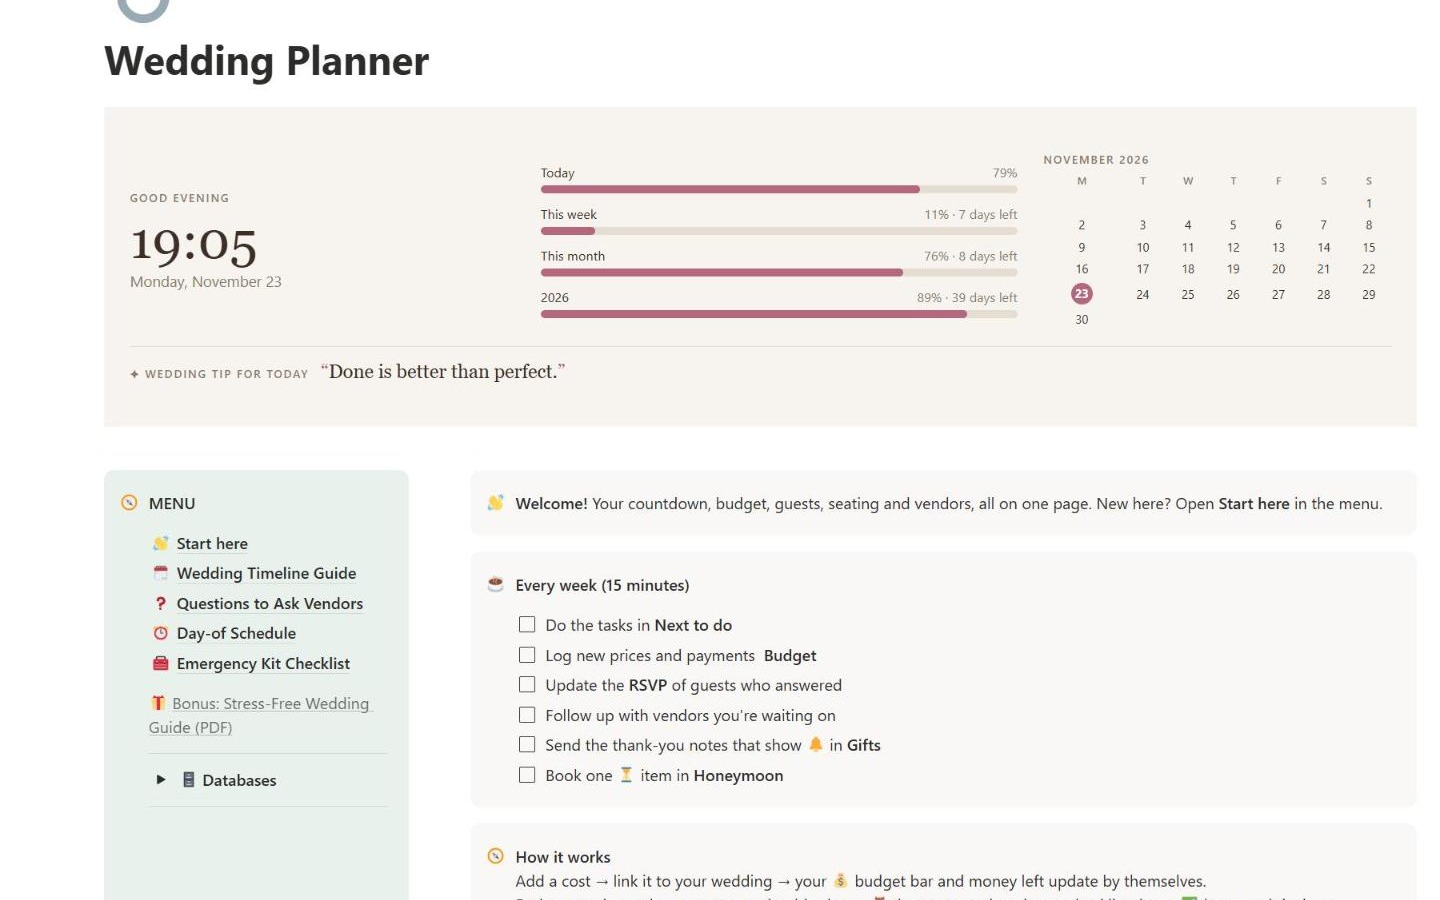 Wedding Planner
GOOD EVENING
19:05
Monday, November 23
Today 79%
This week 11% · 7 days left
This month 76% · 8 days left
2026 89% · 39 days left
NOVEMBER 2026
M T W T F S S
1
2 3 4 5 6 7 8
9 10 11 12 13 14 15
16 17 18 19 20 21 22
23 24 25 26 27 28 29
30
✦ WEDDING TIP FOR TODAY “Done is better than perfect.”
MENU
Start here
Wedding Timeline Guide
Questions to Ask Vendors
Day-of Schedule
Emergency Kit Checklist
Bonus: Stress-Free Wedding
Guide (PDF)
Databases
Welcome! Your countdown, budget, guests, seating and vendors, all on one page. New here? Open Start here in the menu.
Every week (15 minutes)
Do the tasks in Next to do
Log new prices and payments Budget
Update the RSVP of guests who answered
Follow up with vendors you're waiting on
Send the thank-you notes that show 🔔 in Gifts
Book one ⏳ item in Honeymoon
How it works
Add a cost → link it to your wedding → your 💰 budget bar and money left update by themselves.